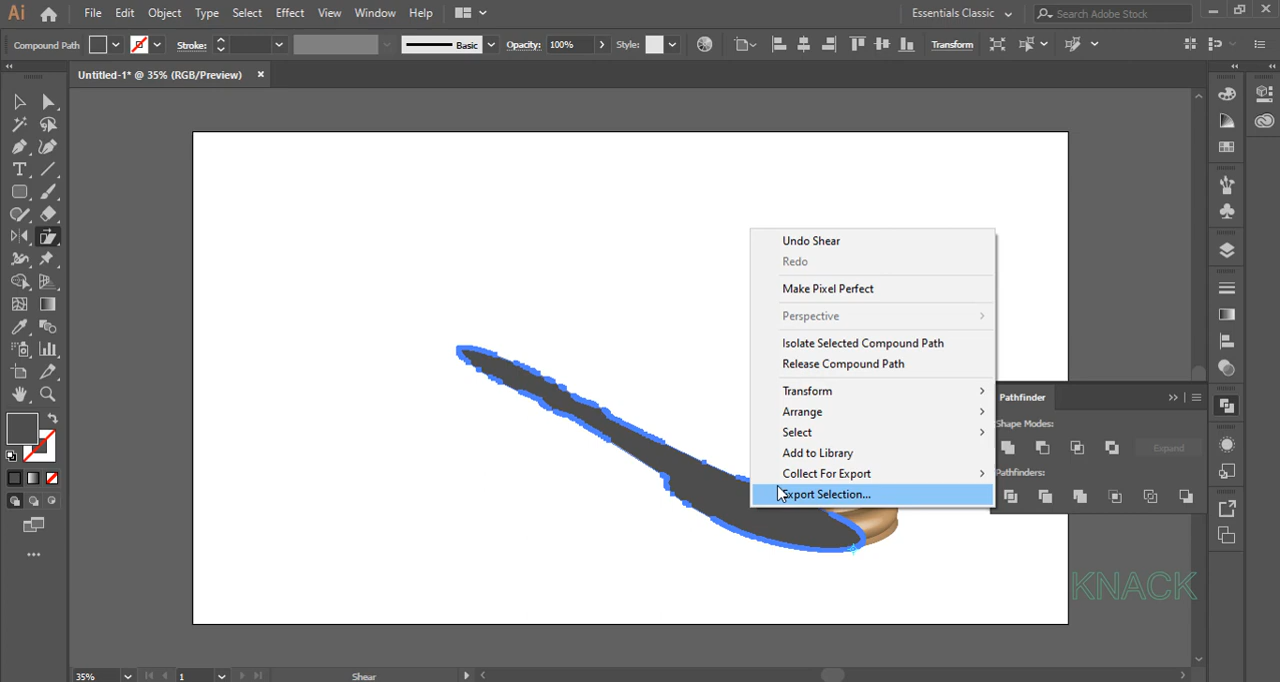 Ai File Edit Object Type Select Effect View Window Help Essentials Classic Search Adobe Stock
Compound Path Stroke: Basic Opacity: 100% Style: Transform
Untitled-1* @ 35% (RGB/Preview)
Undo Shear
Redo
Make Pixel Perfect
Perspective
Isolate Selected Compound Path
Release Compound Path
Transform
Arrange
Select
Add to Library
Collect For Export
Export Selection...
Pathfinder
Shape Modes:
Expand
Pathfinders:
KNACK
35% 1 Shear